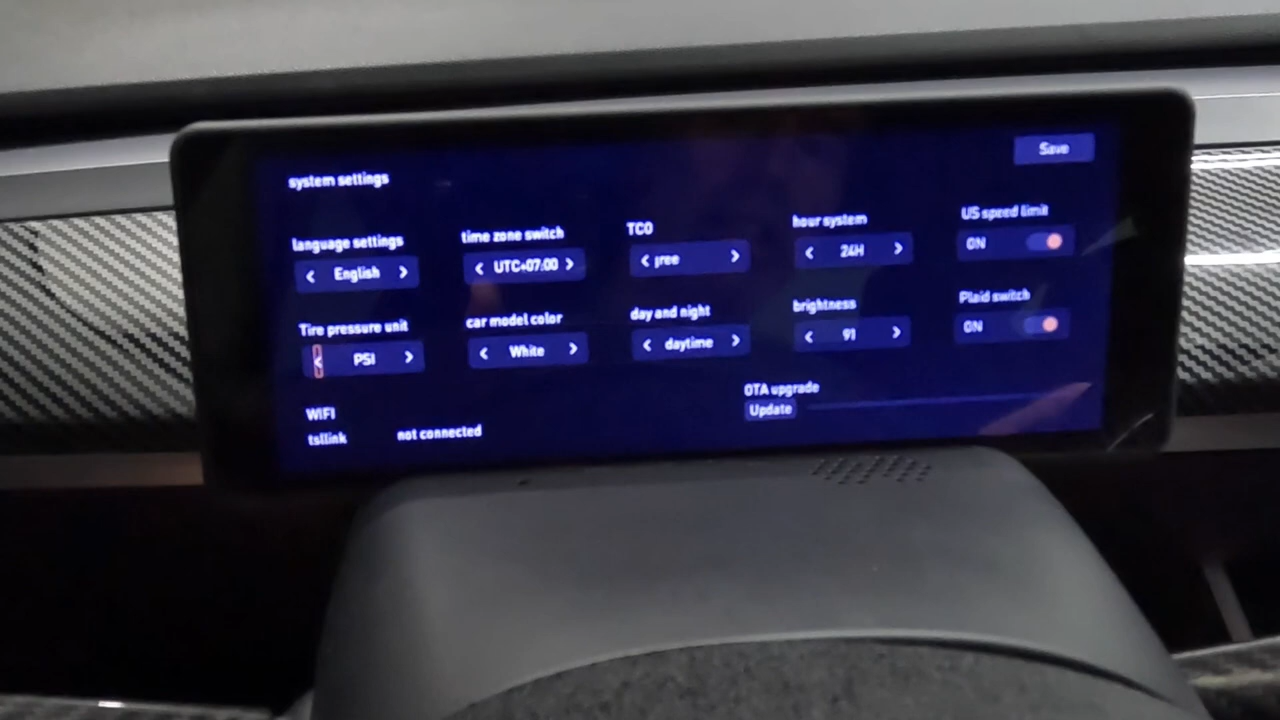 Save
system settings
language settings
English
time zone switch
UTC+07:00
TCO
hour system
24H
US speed limit
ON
Tire pressure unit
PSI
car model color
White
day and night
daytime
brightness
91
Plaid switch
ON
WIFI
tsllink
not connected
OTA upgrade
Update